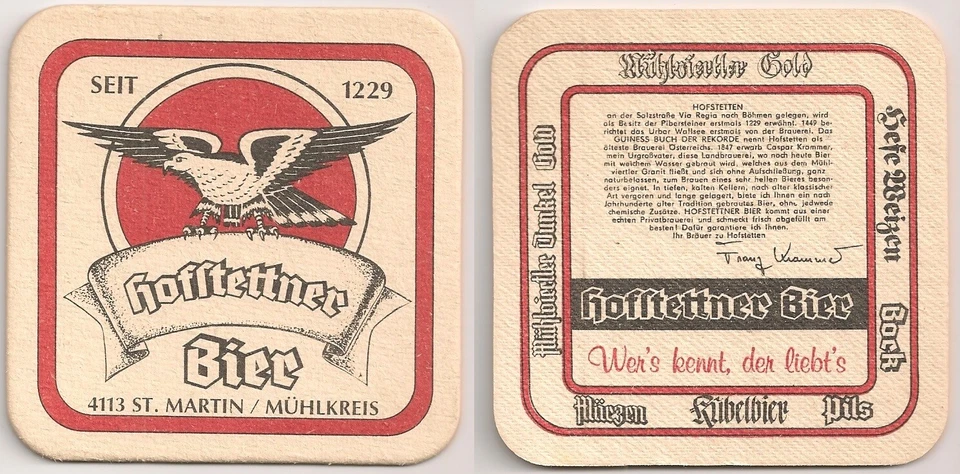 SEIT
1229
Hofstettner
Bier
4113 ST. MARTIN / MÜHLKREIS
Mühlviertler Gold
Mühlviertler Dunkel Gold
HOFSTETTEN
an der Salzstraße Via Regia nach Böhmen gelegen, wird
als Besitz der Pibersteiner erstmals 1229 erwähnt. 1449 be-
richtet das Urbar Wallsee erstmals von der Brauerei. Das
GUINESS BUCH DER REKORDE nennt Hofstetten als
älteste Brauerei Österreichs. 1847 erwarb Caspar Krammer,
mein Urgroßvater, diese Landbrauerei, wo noch heute Bier
mit weichem Wasser gebraut wird, welches aus dem Mühl-
viertler Granit fließt und sich ohne Aufschließung, ganz
naturbelassen, zum Brauen eines sehr hellen Bieres beson-
ders eignet. In tiefen, kalten Kellern, nach alter klassischer
Art vergoren und lange gelagert, biete ich Ihnen ein nach
Jahrhunderte alter Tradition gebrautes Bier, ohne jedwede
chemische Zusätze. HOFSTETTNER BIER kommt aus einer
echten Privatbrauerei und schmeckt frisch abgefüllt am
besten! Dafür garantiere ich Ihnen.
Ihr Bräuer zu Hofstetten
Franz Krammer
Hofstettner Bier
Wer's kennt, der liebt's
Hefe Weizen
Bock
Märzen Kübelbier Pils